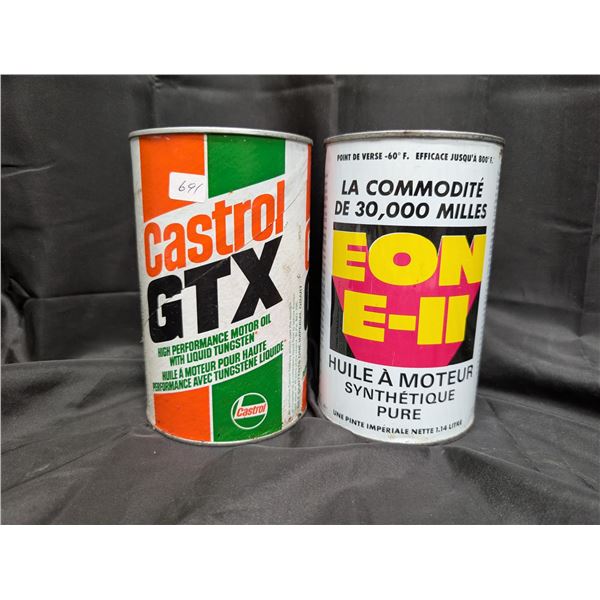 691
Castrol
GTX
HIGH PERFORMANCE MOTOR OIL
WITH LIQUID TUNGSTEN
HUILE À MOTEUR POUR HAUTE
PERFORMANCE AVEC TUNGSTÈNE LIQUIDE
Castrol
POINT DE VERSE -60° F. EFFICACE JUSQU'À 800° F.
LA COMMODITÉ
DE 30,000 MILLES
EON
E-II
HUILE À MOTEUR
SYNTHÉTIQUE
PURE
UNE PINTE IMPÉRIALE NETTE 1.14 LITRE